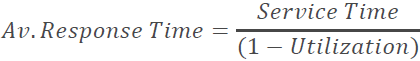 Av. Response Time = Service Time / (1 − Utilization)